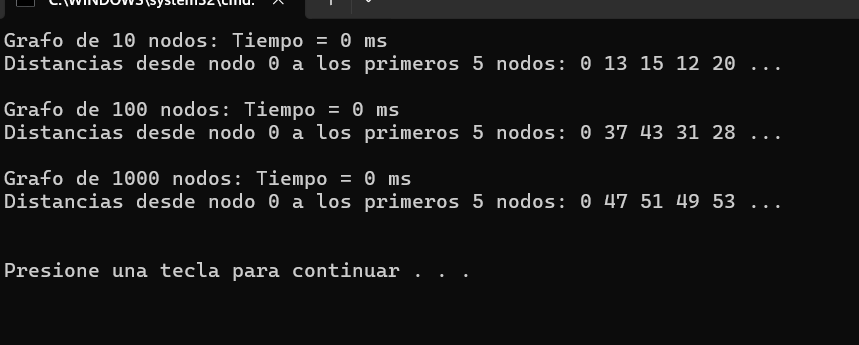 C:\WINDOWS\system32\cmd.
Grafo de 10 nodos: Tiempo = 0 ms
Distancias desde nodo 0 a los primeros 5 nodos: 0 13 15 12 20 ...
Grafo de 100 nodos: Tiempo = 0 ms
Distancias desde nodo 0 a los primeros 5 nodos: 0 37 43 31 28 ...
Grafo de 1000 nodos: Tiempo = 0 ms
Distancias desde nodo 0 a los primeros 5 nodos: 0 47 51 49 53 ...
Presione una tecla para continuar . . .